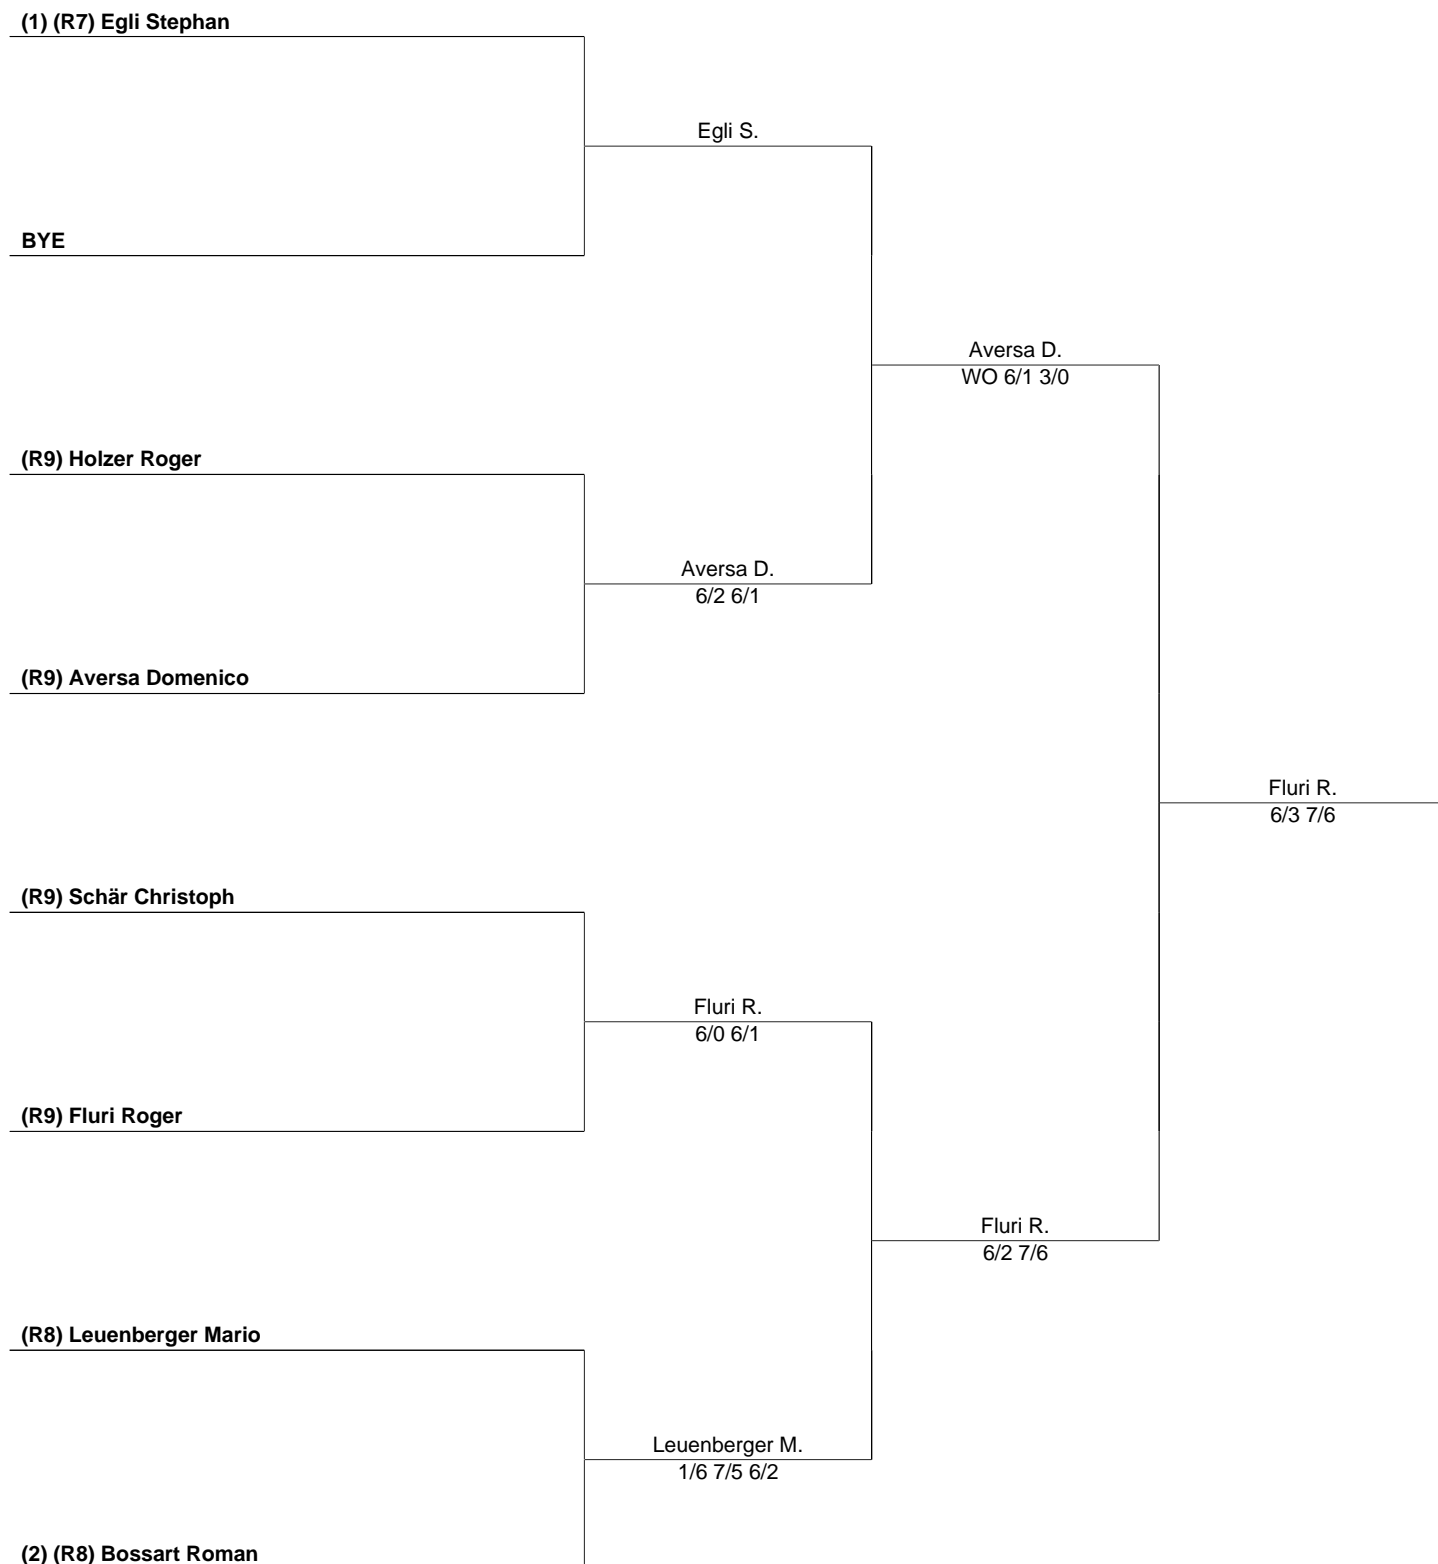 (1) (R7) Egli Stephan
Egli S.
BYE
Aversa D.
WO 6/1 3/0
(R9) Holzer Roger
Aversa D.
6/2 6/1
(R9) Aversa Domenico
Fluri R.
6/3 7/6
(R9) Schär Christoph
Fluri R.
6/0 6/1
(R9) Fluri Roger
Fluri R.
6/2 7/6
(R8) Leuenberger Mario
Leuenberger M.
1/6 7/5 6/2
(2) (R8) Bossart Roman